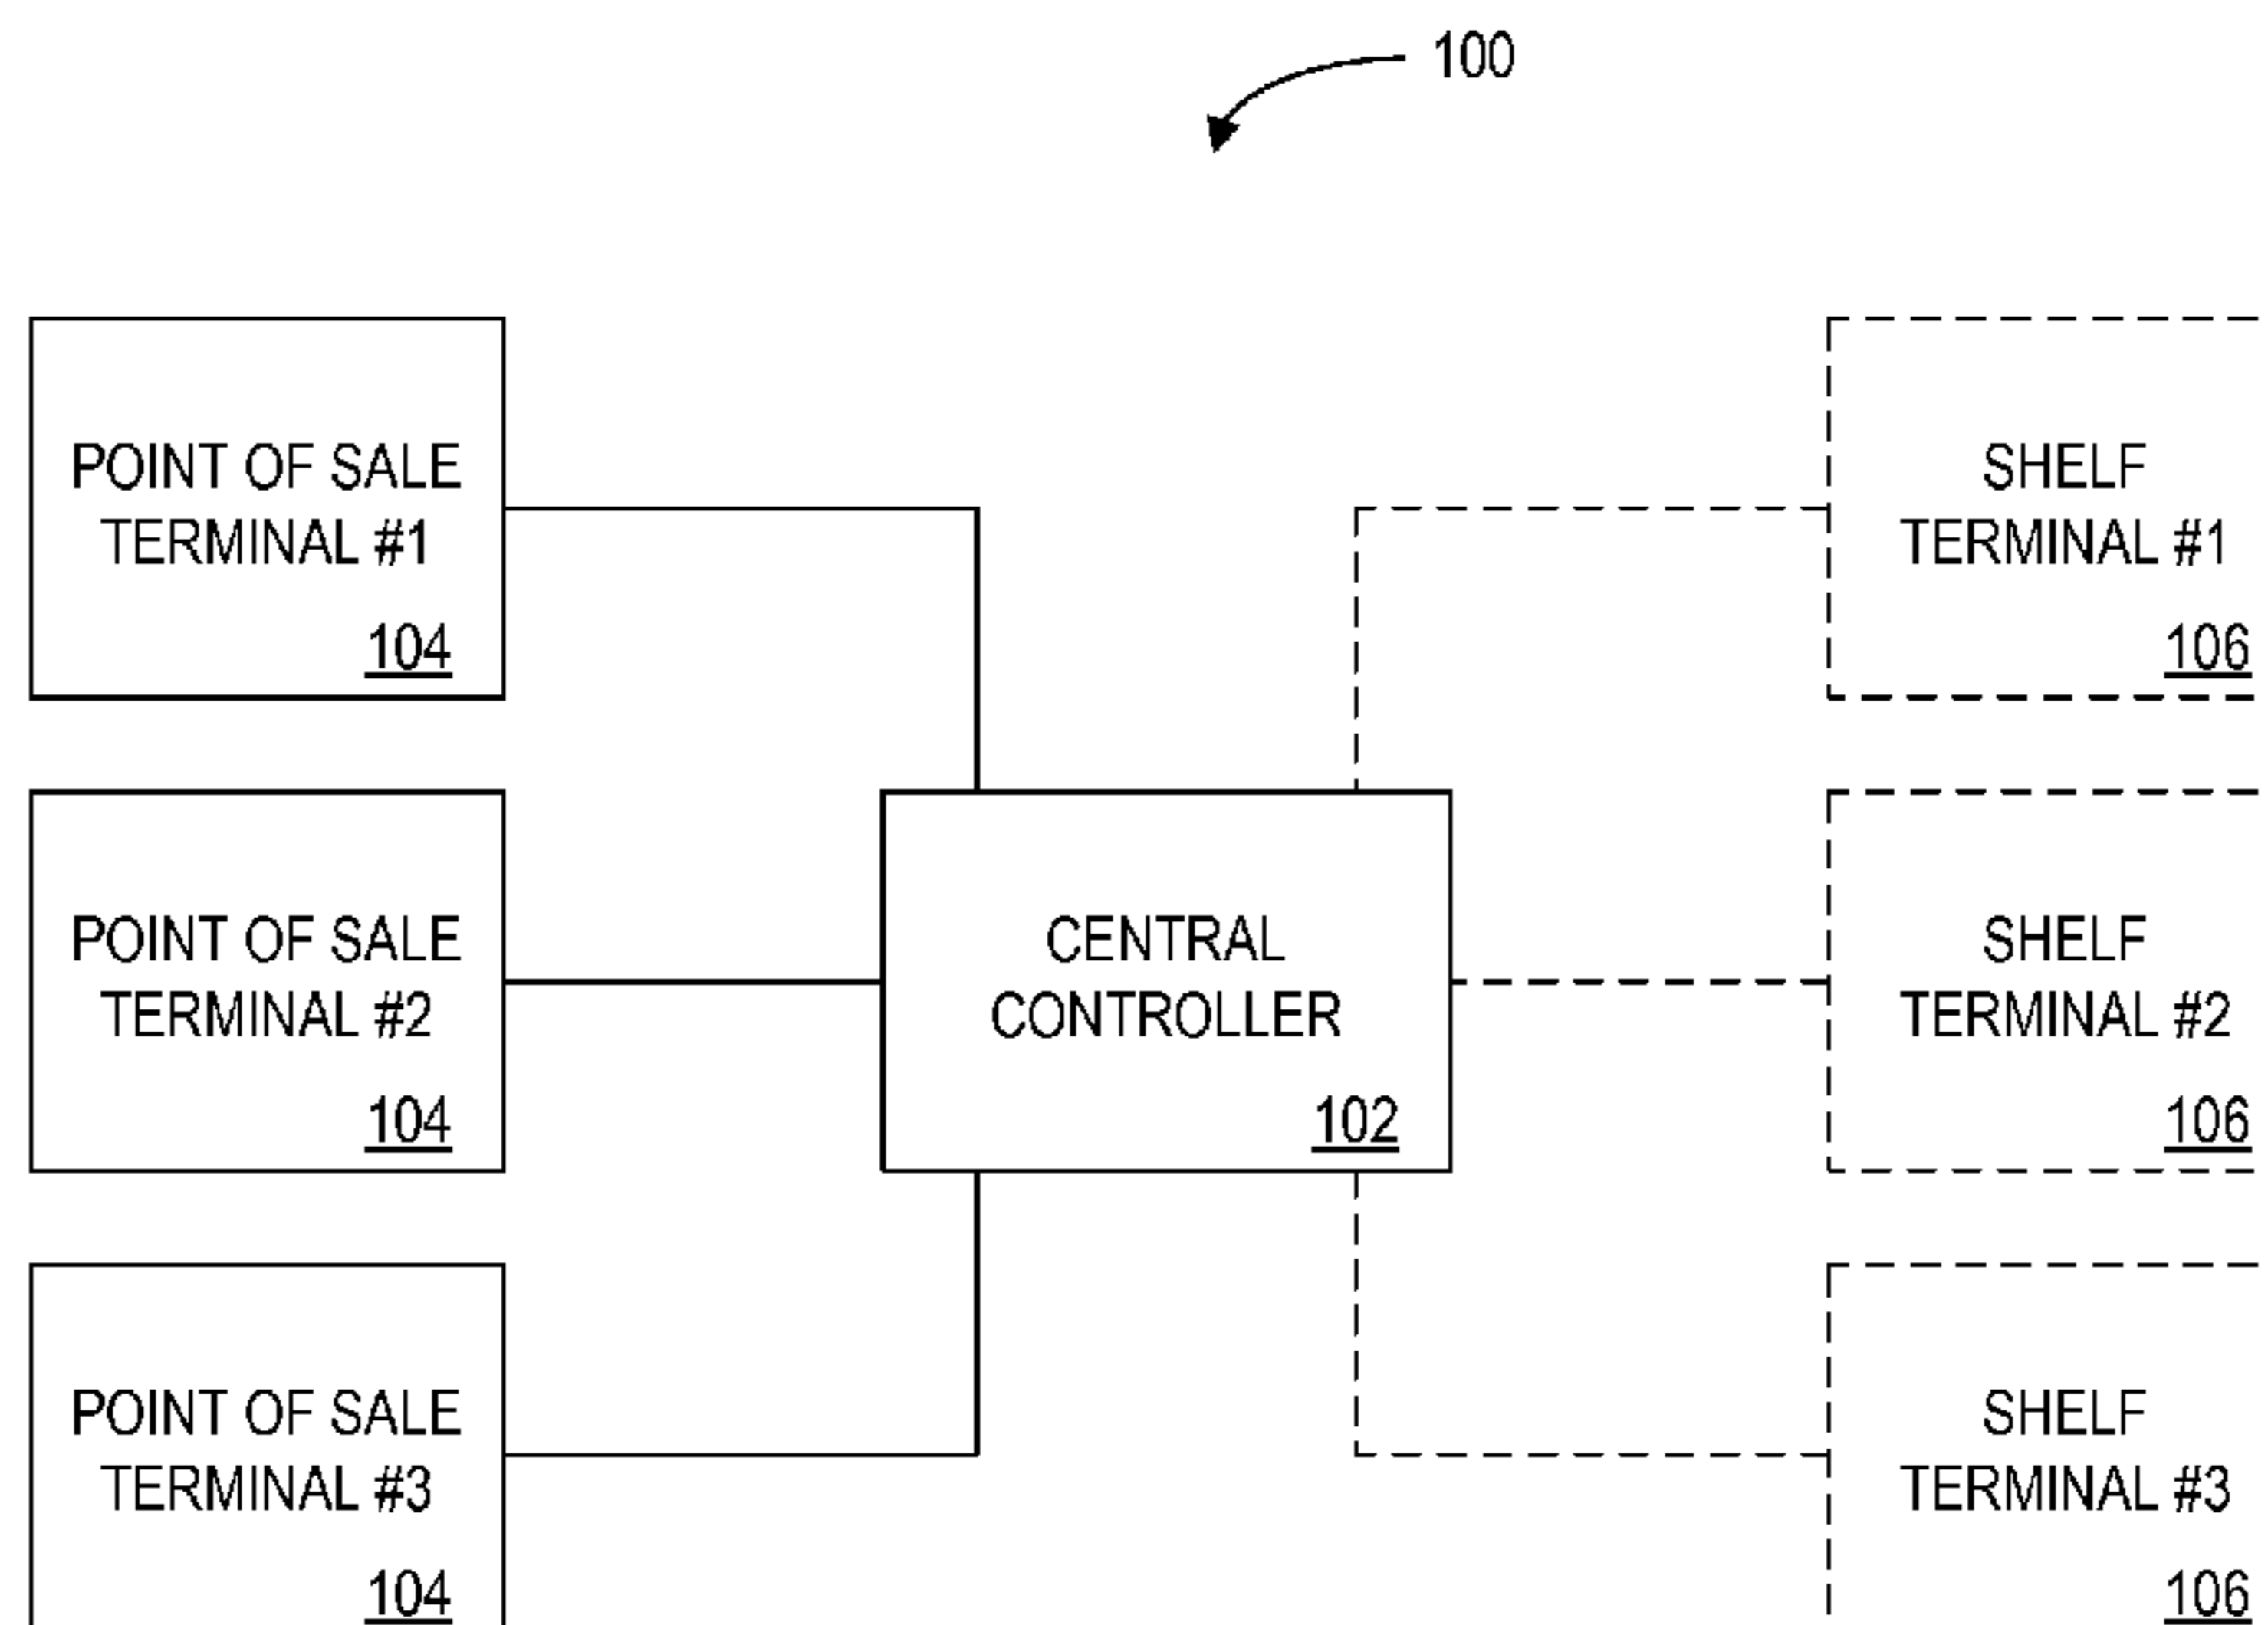 100
POINT OF SALE
TERMINAL #1
104
SHELF
TERMINAL #1
106
POINT OF SALE
TERMINAL #2
104
CENTRAL
CONTROLLER
102
SHELF
TERMINAL #2
106
POINT OF SALE
TERMINAL #3
104
SHELF
TERMINAL #3
106